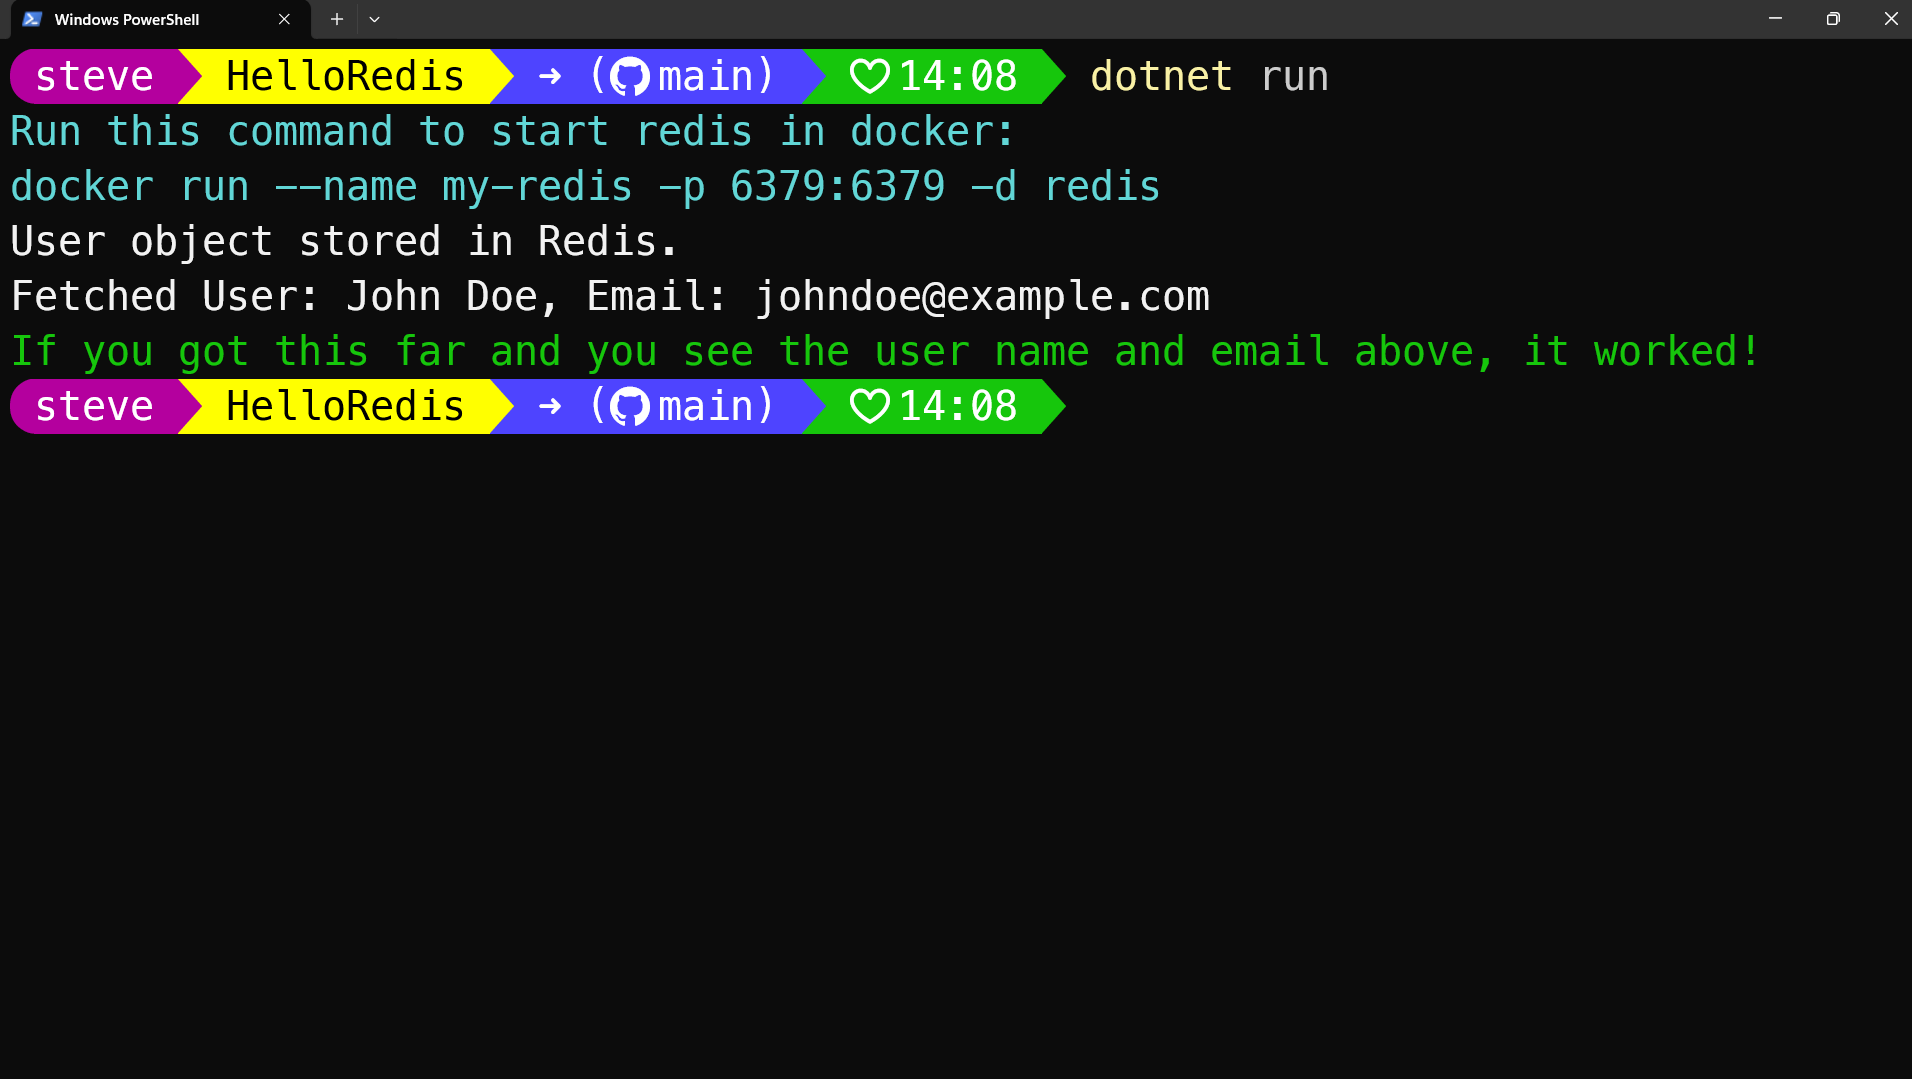 Windows PowerShell
steve HelloRedis → (main) ♡14:08 dotnet run
Run this command to start redis in docker:
docker run --name my-redis -p 6379:6379 -d redis
User object stored in Redis.
Fetched User: John Doe, Email: johndoe@example.com
If you got this far and you see the user name and email above, it worked!
steve HelloRedis → (main) ♡14:08